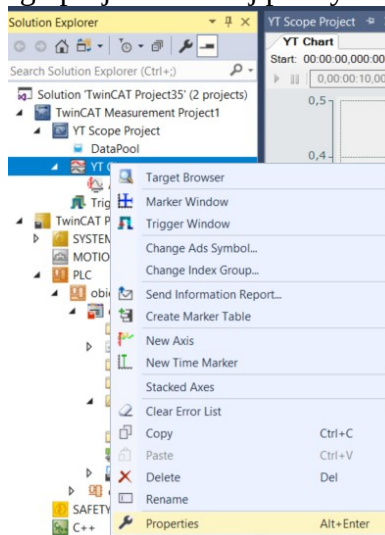 Solution Explorer
YT Scope Project
YT Chart
Start: 00:00:00,000:00
0,00:00:10,00
Search Solution Explorer (Ctrl+;)
0,5
0,4
Solution 'TwinCAT Project35' (2 projects)
TwinCAT Measurement Project1
YT Scope Project
DataPool
YT C
Trig
TwinCAT P
SYSTEM
MOTIO
PLC
obi
SAFETY
C++
Target Browser
Marker Window
Trigger Window
Change Ads Symbol...
Change Index Group...
Send Information Report...
Create Marker Table
New Axis
New Time Marker
Stacked Axes
Clear Error List
Copy Ctrl+C
Paste Ctrl+V
Delete Del
Rename
Properties Alt+Enter